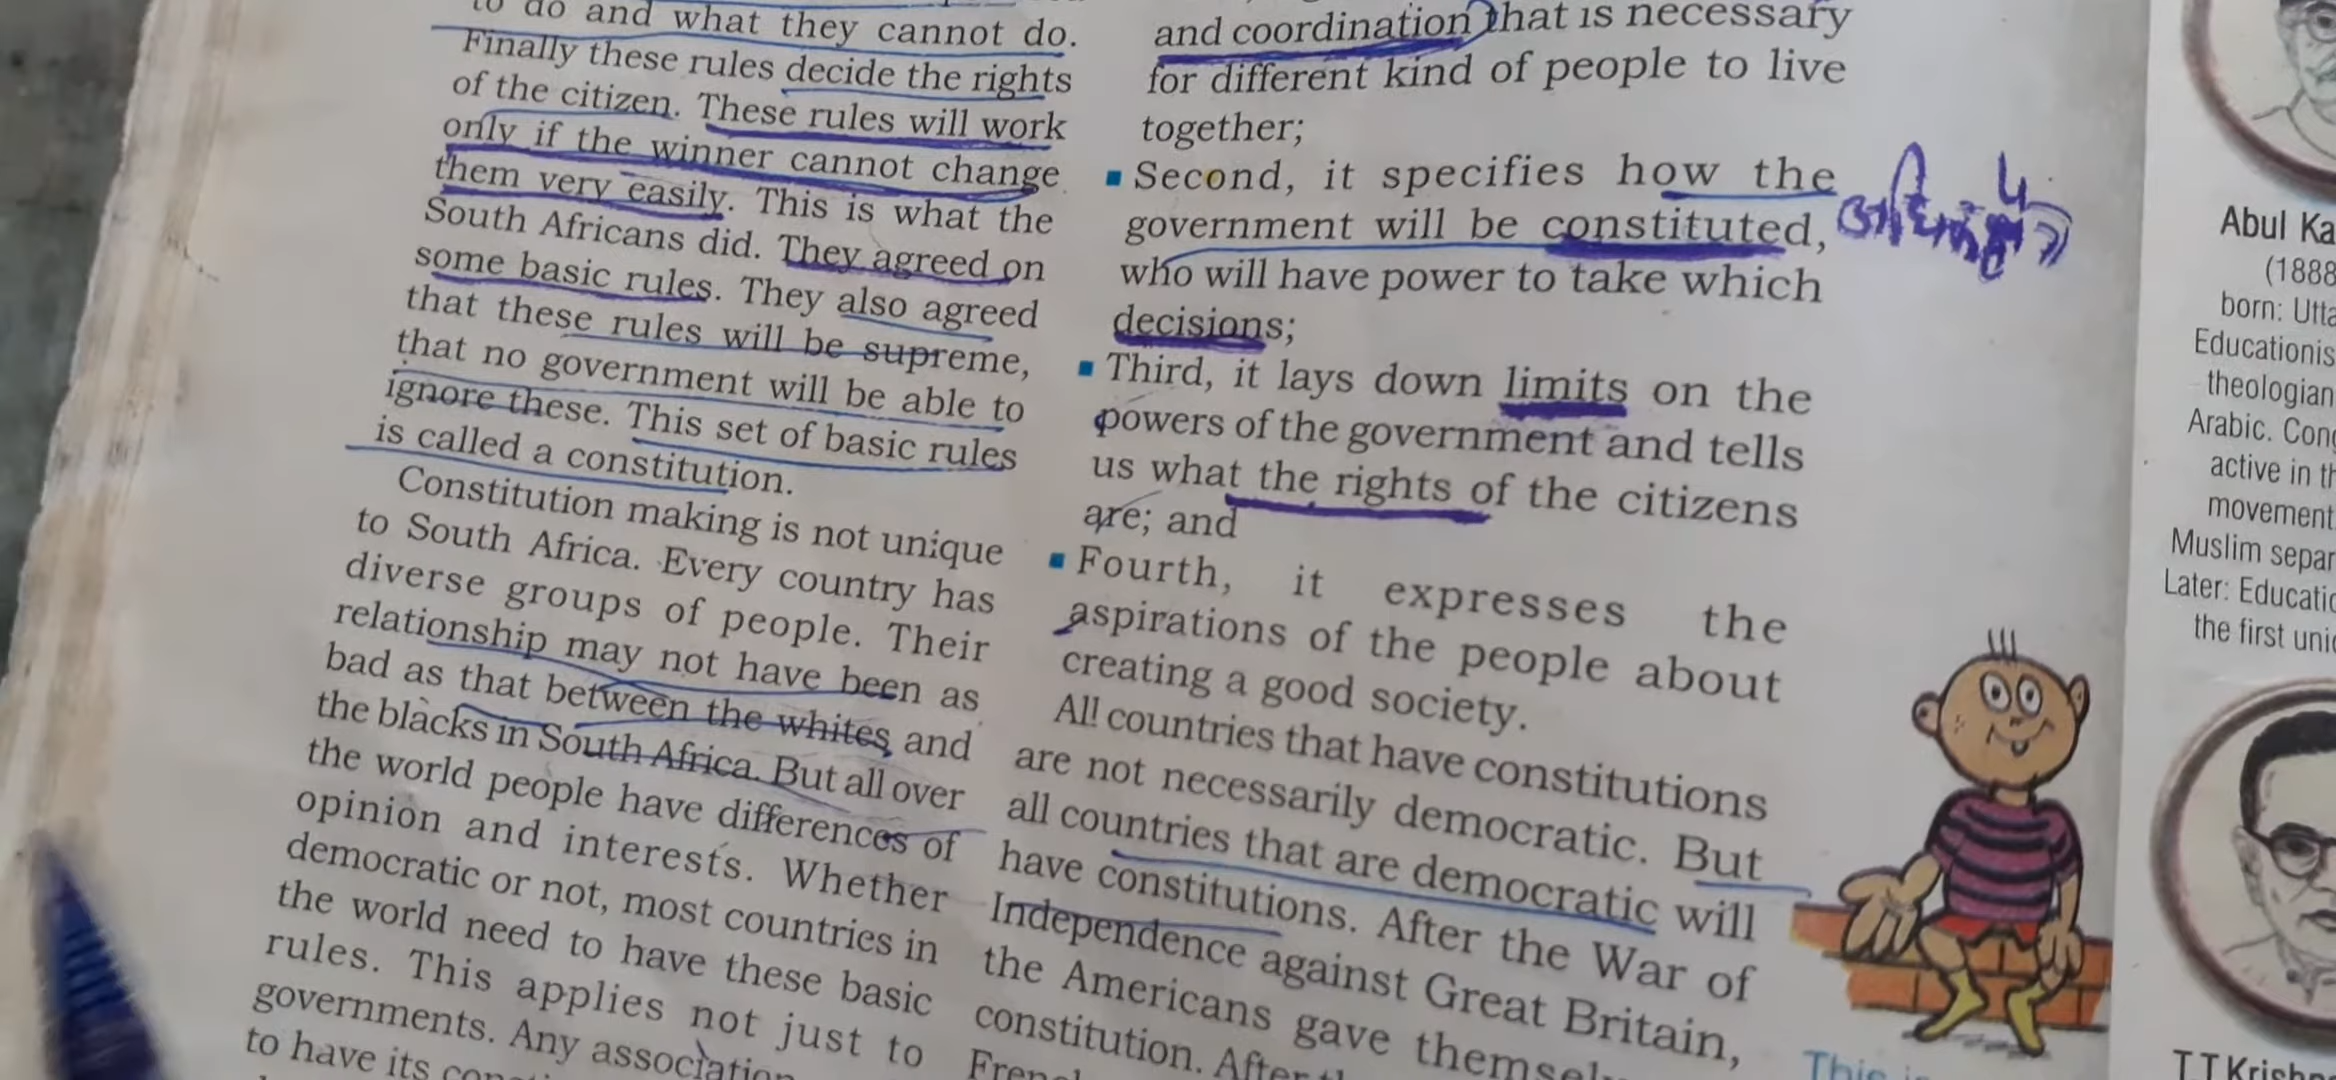 to do and what they cannot do.
Finally these rules decide the rights
of the citizen. These rules will work
only if the winner cannot change
them very easily. This is what the
South Africans did. They agreed on
some basic rules. They also agreed
that these rules will be supreme,
that no government will be able to
ignore these. This set of basic rules
is called a constitution.
Constitution making is not unique
to South Africa. Every country has
diverse groups of people. Their
relationship may not have been as
bad as that between the whites and
the blacks in South Africa. But all over
the world people have differences of
opinion and interests. Whether
democratic or not, most countries in
the world need to have these basic
rules. This applies not just to
governments. Any association
to have its
and coordination that is necessary
for different kind of people to live
together;
▪ Second, it specifies how the
government will be constituted,
who will have power to take which
decisions;
▪ Third, it lays down limits on the
powers of the government and tells
us what the rights of the citizens
are; and
▪ Fourth, it expresses the
aspirations of the people about
creating a good society.
All countries that have constitutions
are not necessarily democratic. But
all countries that are democratic will
have constitutions. After the War of
Independence against Great Britain,
the Americans gave
constitution. After
This
Abul Ka
(1888
born: Utta
Educationis
theologian
Arabic. Cong
active in th
movement
Muslim separ
Later: Educatio
the first